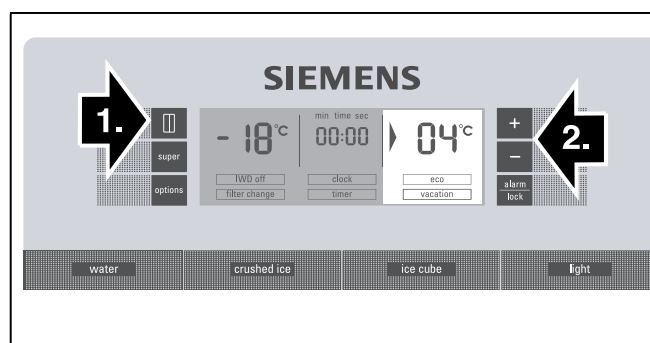 SIEMENS
1.
super
options
- 18°C
min time sec
00:00
04°C
IWD off
clock
eco
filter change
timer
vacation
+
−
alarm
lock
2.
water
crushed ice
ice cube
light